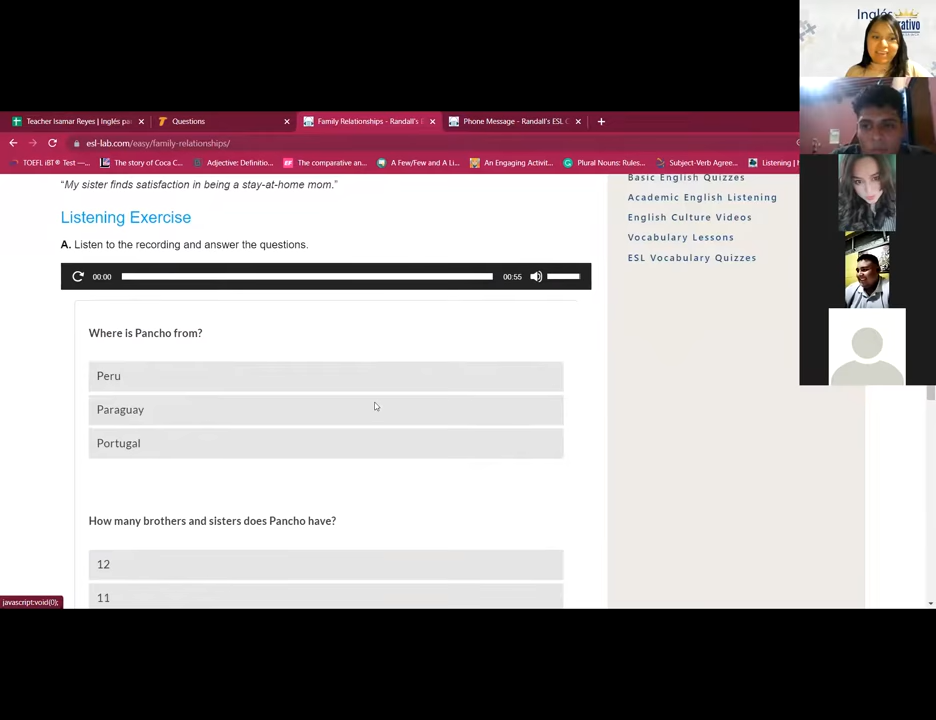 Inglés
Teacher Isamar Reyes | Inglés pa
Questions
Family Relationships - Randall's E
Phone Message - Randall's ESL C
esl-lab.com/easy/family-relationships/
TOEFL iBT® Test —...
The story of Coca C...
Adjective: Definitio...
The comparative an...
A Few/Few and A Li...
An Engaging Activit...
Plural Nouns: Rules...
Subject-Verb Agree...
Listening |
"My sister finds satisfaction in being a stay-at-home mom."
Basic English Quizzes
Academic English Listening
English Culture Videos
Vocabulary Lessons
ESL Vocabulary Quizzes
Listening Exercise
A. Listen to the recording and answer the questions.
00:00
00:55
Where is Pancho from?
Peru
Paraguay
Portugal
How many brothers and sisters does Pancho have?
12
11
javascript:void(0);